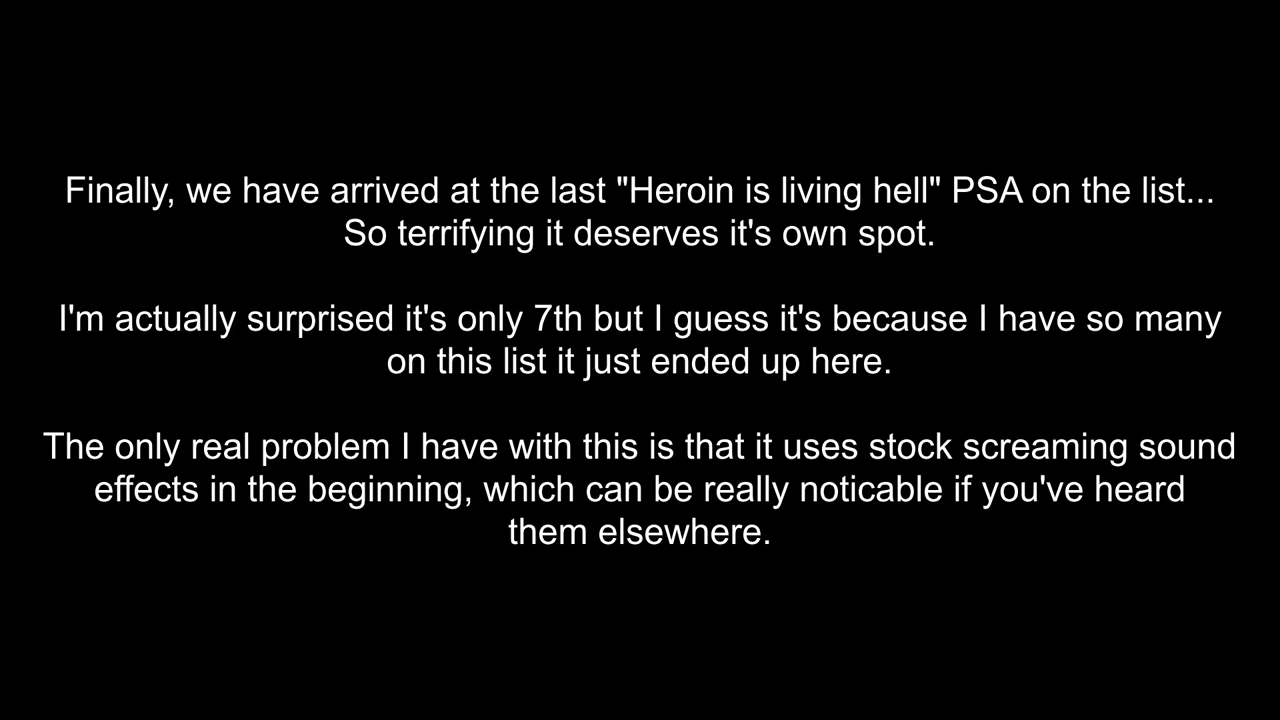 Finally, we have arrived at the last "Heroin is living hell" PSA on the list...
So terrifying it deserves it's own spot.
I'm actually surprised it's only 7th but I guess it's because I have so many
on this list it just ended up here.
The only real problem I have with this is that it uses stock screaming sound
effects in the beginning, which can be really noticable if you've heard
them elsewhere.